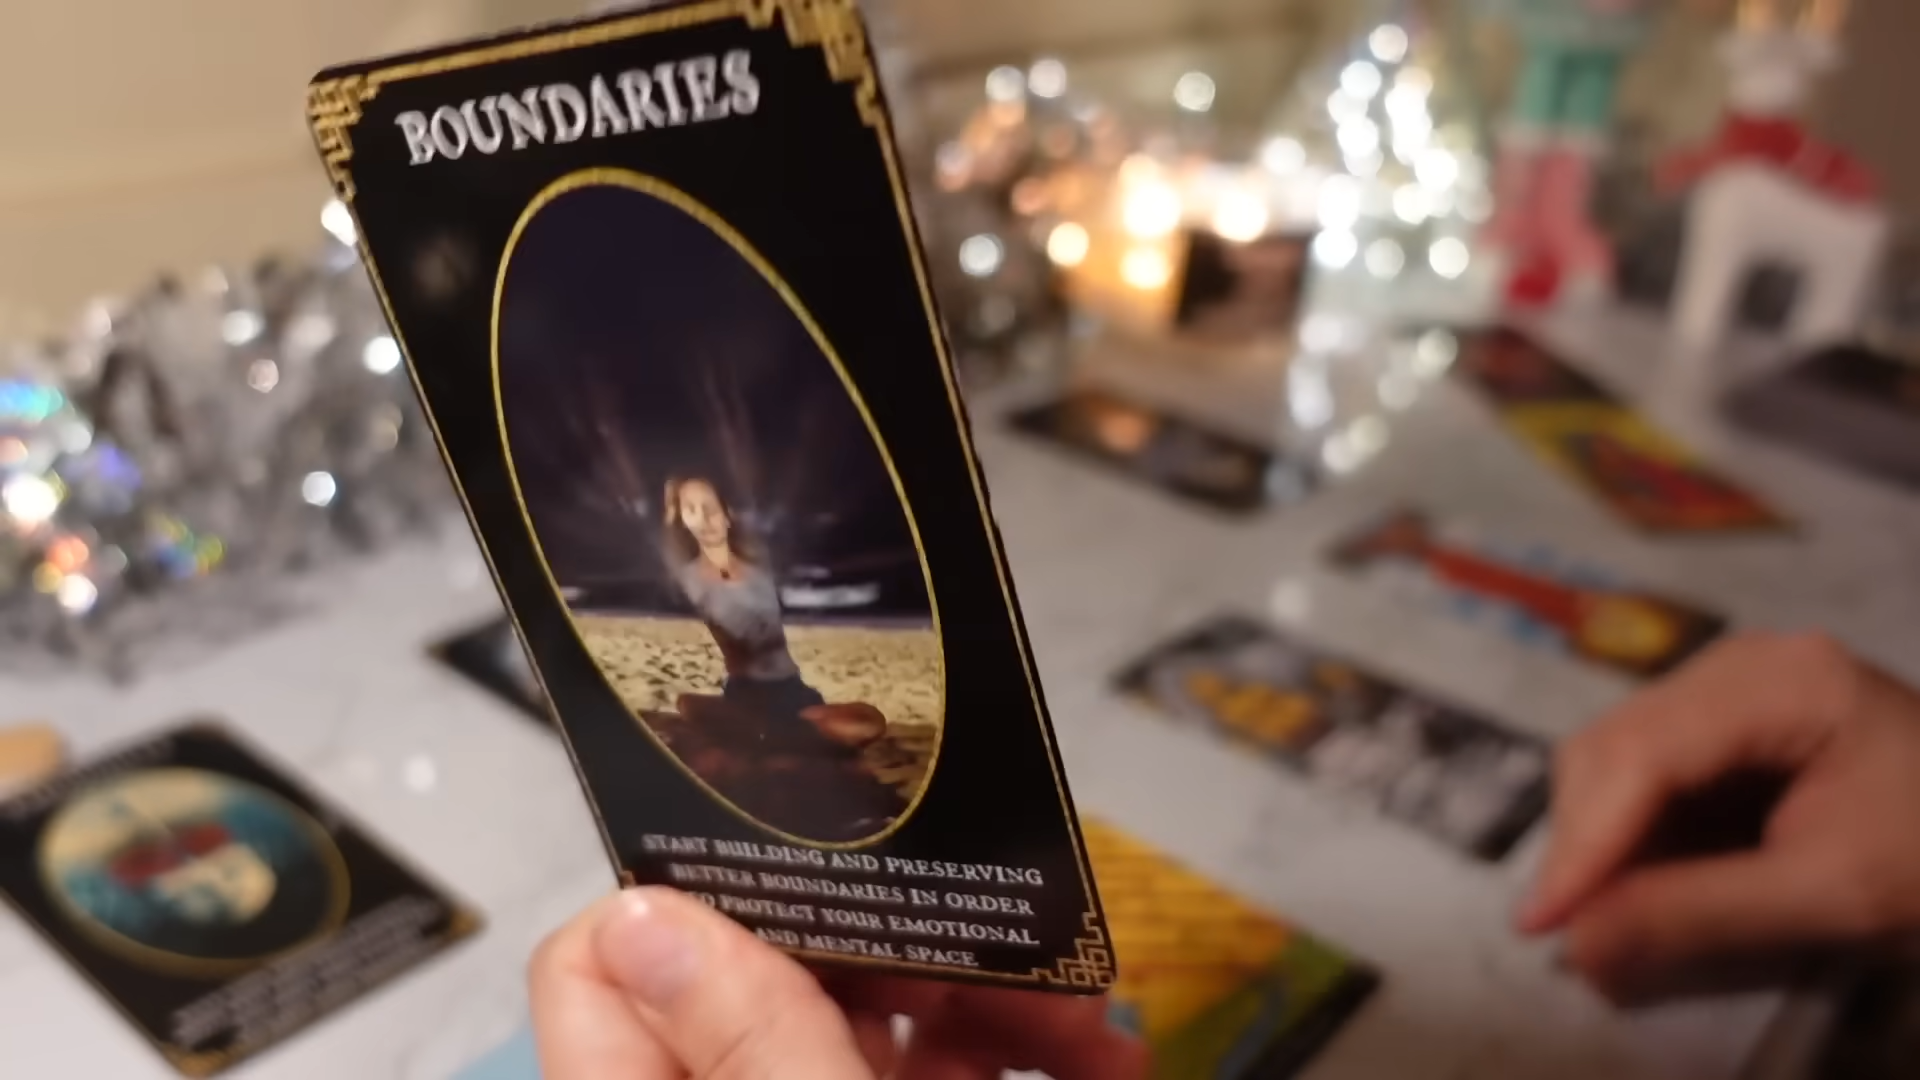 BOUNDARIES
START BUILDING AND PRESERVING
BETTER BOUNDARIES IN ORDER
TO PROTECT YOUR EMOTIONAL
AND MENTAL SPACE.